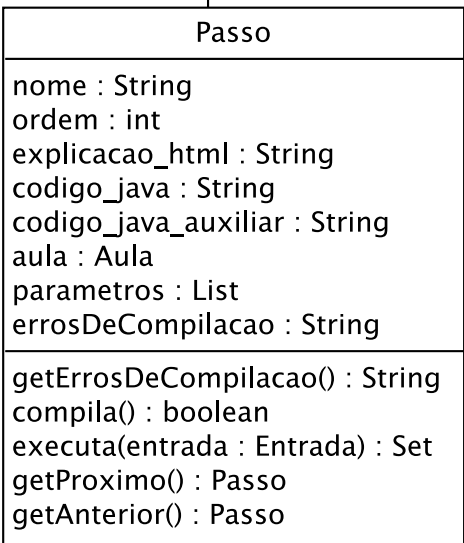 Passo
nome : String
ordem : int
explicacao_html : String
codigo_java : String
codigo_java_auxiliar : String
aula : Aula
parametros : List
errosDeCompilacao : String
getErrosDeCompilacao() : String
compila() : boolean
executa(entrada : Entrada) : Set
getProximo() : Passo
getAnterior() : Passo